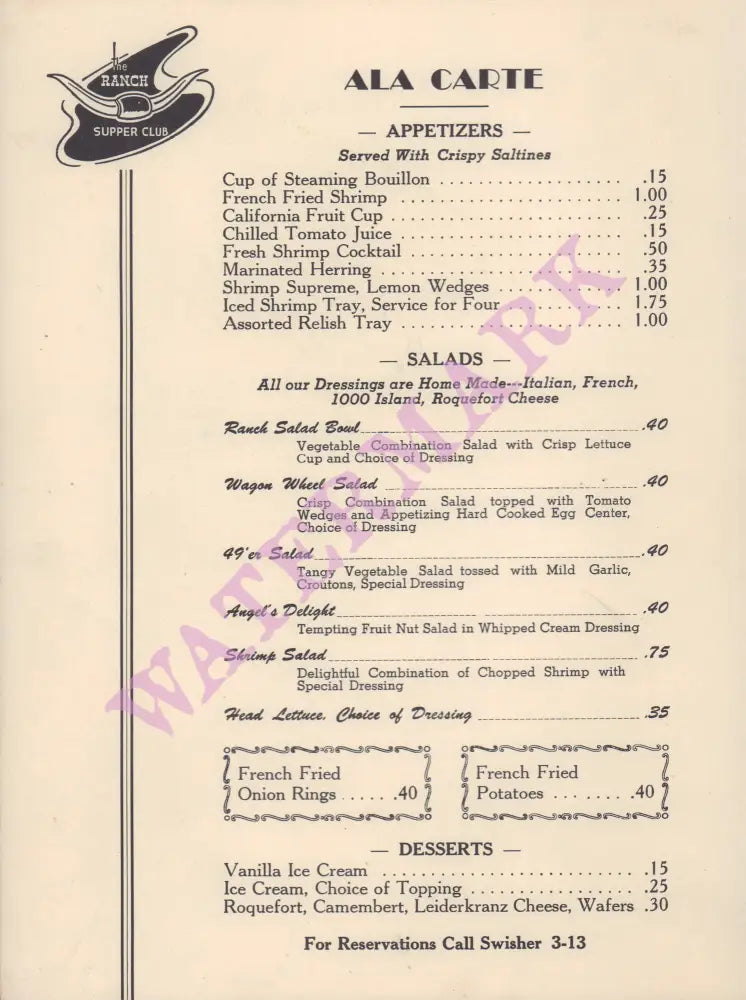 the
RANCH
SUPPER CLUB
ALA CARTE
— APPETIZERS —
Served With Crispy Saltines
Cup of Steaming Bouillon .................... .15
French Fried Shrimp ........................ 1.00
California Fruit Cup ......................... .25
Chilled Tomato Juice ........................ .15
Fresh Shrimp Cocktail ....................... .50
Marinated Herring .......................... .35
Shrimp Supreme, Lemon Wedges ............. 1.00
Iced Shrimp Tray, Service for Four ............. 1.75
Assorted Relish Tray ........................ 1.00
— SALADS —
All our Dressings are Home Made---Italian, French,
1000 Island, Roquefort Cheese
Ranch Salad Bowl .40
Vegetable Combination Salad with Crisp Lettuce
Cup and Choice of Dressing
Wagon Wheel Salad .40
Crisp Combination Salad topped with Tomato
Wedges and Appetizing Hard Cooked Egg Center,
Choice of Dressing
49'er Salad .40
Tangy Vegetable Salad tossed with Mild Garlic,
Croutons, Special Dressing
Angel's Delight .40
Tempting Fruit Nut Salad in Whipped Cream Dressing
Shrimp Salad .75
Delightful Combination of Chopped Shrimp with
Special Dressing
Head Lettuce, Choice of Dressing .35
French Fried
Onion Rings ...... .40
French Fried
Potatoes ........ .40
— DESSERTS —
Vanilla Ice Cream ........................... .15
Ice Cream, Choice of Topping ................. .25
Roquefort, Camembert, Leiderkranz Cheese, Wafers .30
For Reservations Call Swisher 3-13
WATERMARK